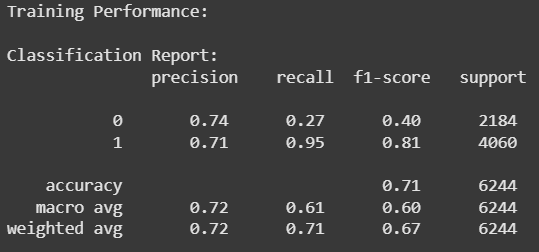 Training Performance:
Classification Report:
precision recall f1-score support
0 0.74 0.27 0.40 2184
1 0.71 0.95 0.81 4060
accuracy 0.71 6244
macro avg 0.72 0.61 0.60 6244
weighted avg 0.72 0.71 0.67 6244